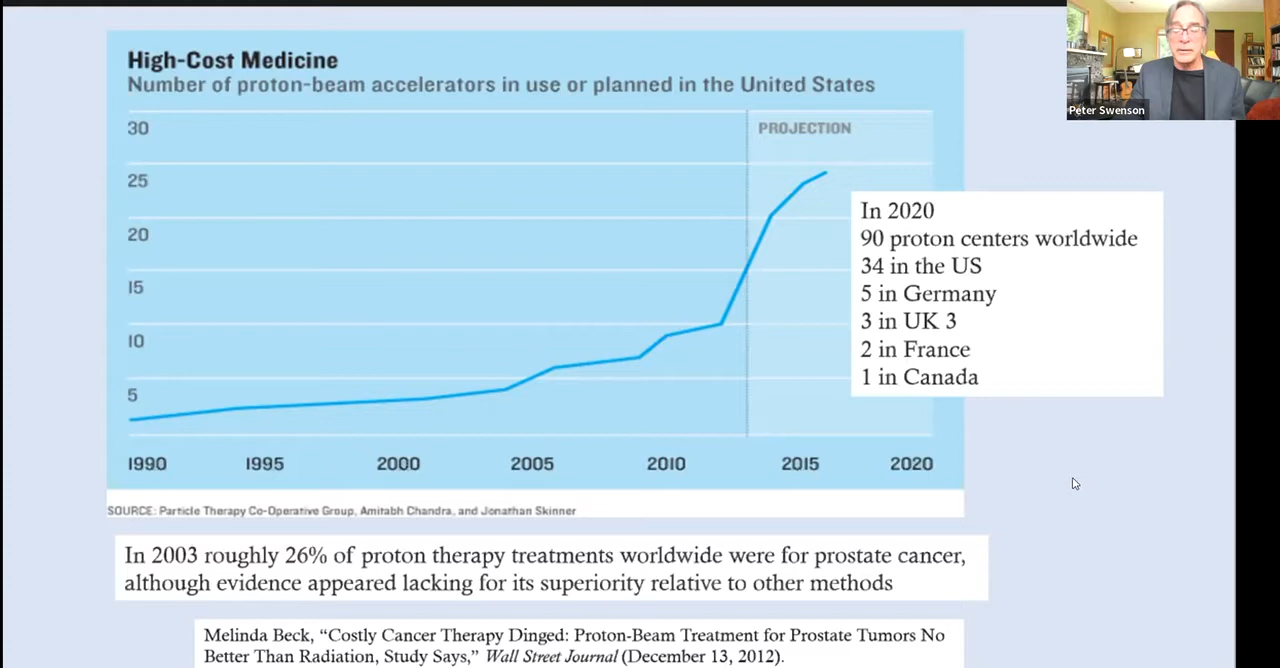 High-Cost Medicine
Number of proton-beam accelerators in use or planned in the United States
30
PROJECTION
25
20
15
10
5
1990 1995 2000 2005 2010 2015 2020
SOURCE: Particle Therapy Co-Operative Group, Amitabh Chandra, and Jonathan Skinner
Peter Swenson
In 2020
90 proton centers worldwide
34 in the US
5 in Germany
3 in UK 3
2 in France
1 in Canada
In 2003 roughly 26% of proton therapy treatments worldwide were for prostate cancer,
although evidence appeared lacking for its superiority relative to other methods
Melinda Beck, “Costly Cancer Therapy Dinged: Proton-Beam Treatment for Prostate Tumors No
Better Than Radiation, Study Says,” Wall Street Journal (December 13, 2012).